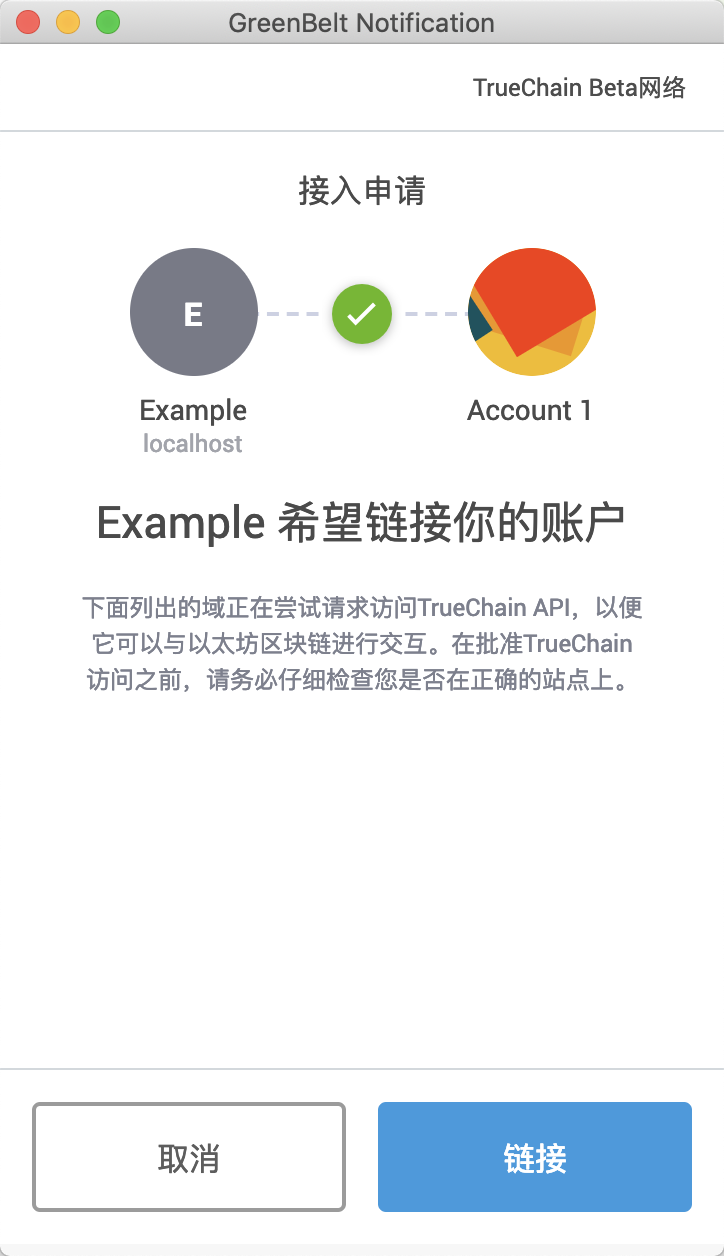 GreenBelt Notification
TrueChain Beta网络
接入申请
E
Example
localhost
Account 1
Example 希望链接你的账户
下面列出的域正在尝试请求访问TrueChain API，以便
它可以与以太坊区块链进行交互。在批准TrueChain
访问之前，请务必仔细检查您是否在正确的站点上。
取消
链接